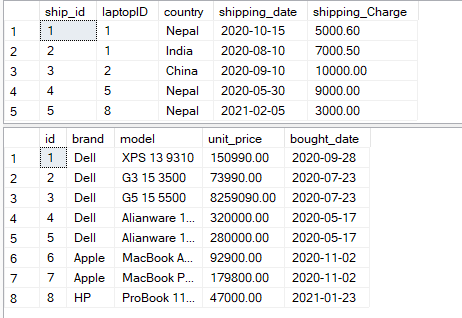 ship_id laptopID country shipping_date shipping_Charge
1 1 1 Nepal 2020-10-15 5000.60
2 2 1 India 2020-08-10 7000.50
3 3 2 China 2020-09-10 10000.00
4 4 5 Nepal 2020-05-30 9000.00
5 5 8 Nepal 2021-02-05 3000.00
id brand model unit_price bought_date
1 1 Dell XPS 13 9310 150990.00 2020-09-28
2 2 Dell G3 15 3500 73990.00 2020-07-23
3 3 Dell G5 15 5500 8259090.00 2020-07-23
4 4 Dell Alianware 1... 320000.00 2020-05-17
5 5 Dell Alianware 1... 280000.00 2020-05-17
6 6 Apple MacBook A... 92900.00 2020-11-02
7 7 Apple MacBook P... 179800.00 2020-11-02
8 8 HP ProBook 11... 47000.00 2021-01-23